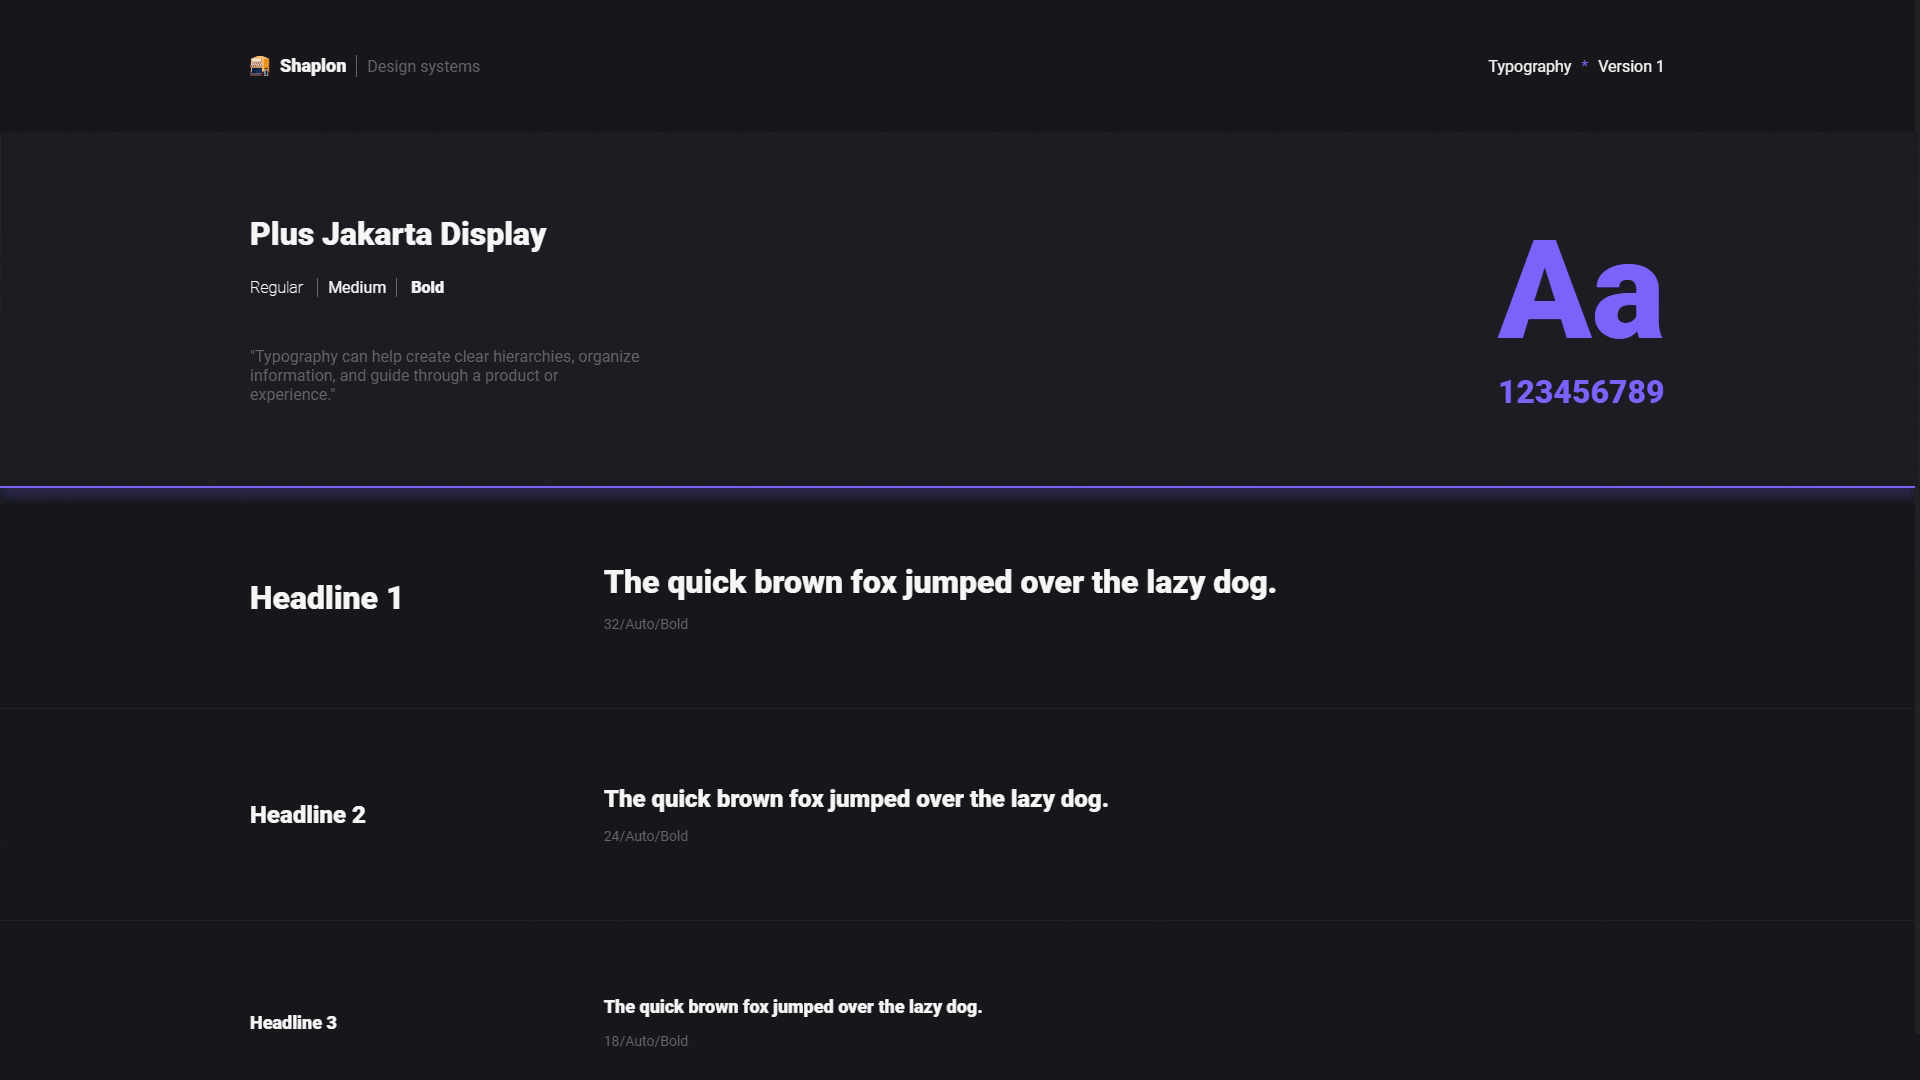 Shaplon | Design systems
Typography * Version 1
Plus Jakarta Display
Regular | Medium | Bold
"Typography can help create clear hierarchies, organize
information, and guide through a product or
experience."
Aa
123456789
Headline 1
The quick brown fox jumped over the lazy dog.
32/Auto/Bold
Headline 2
The quick brown fox jumped over the lazy dog.
24/Auto/Bold
Headline 3
The quick brown fox jumped over the lazy dog.
18/Auto/Bold